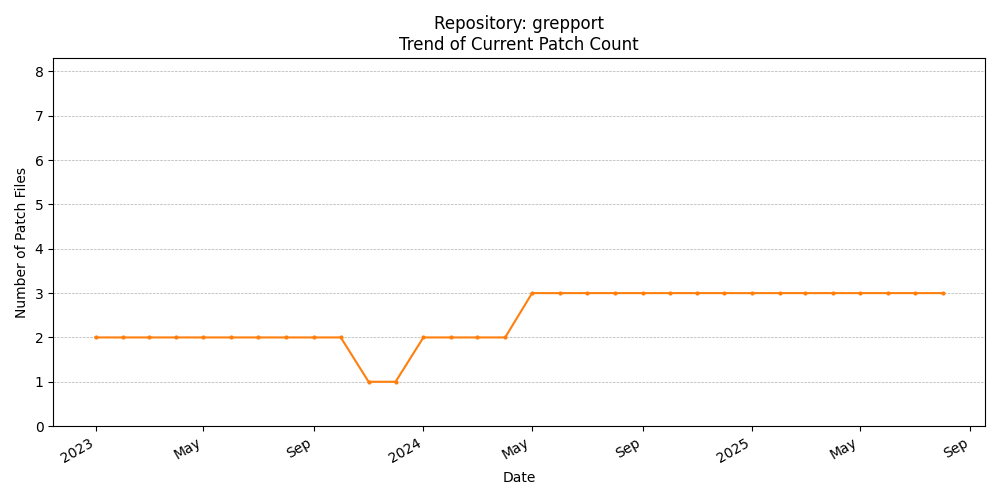 Repository: grepport
Trend of Current Patch Count
Number of Patch Files
8
7
6
5
4
3
2
1
0
2023
May
Sep
2024
May
Sep
2025
May
Sep
Date